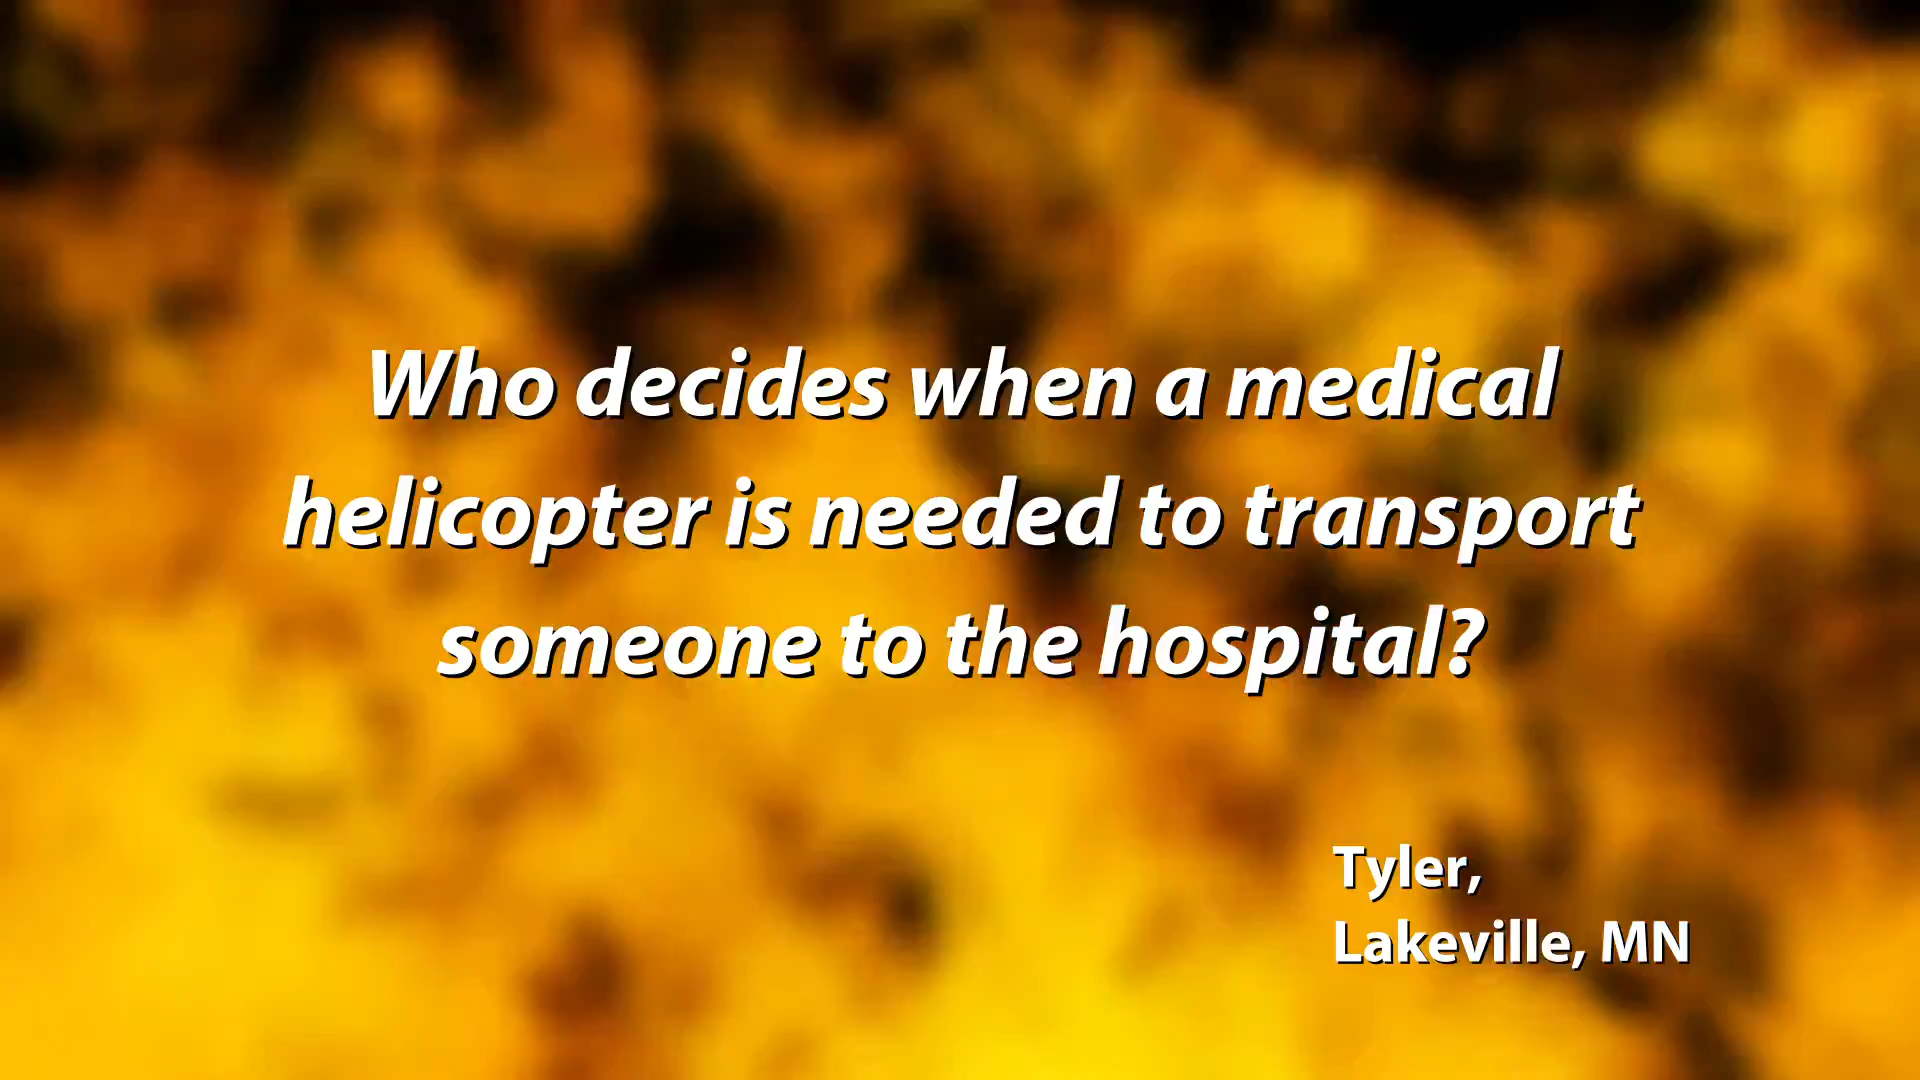 Who decides when a medical
helicopter is needed to transport
someone to the hospital?
Tyler,
Lakeville, MN